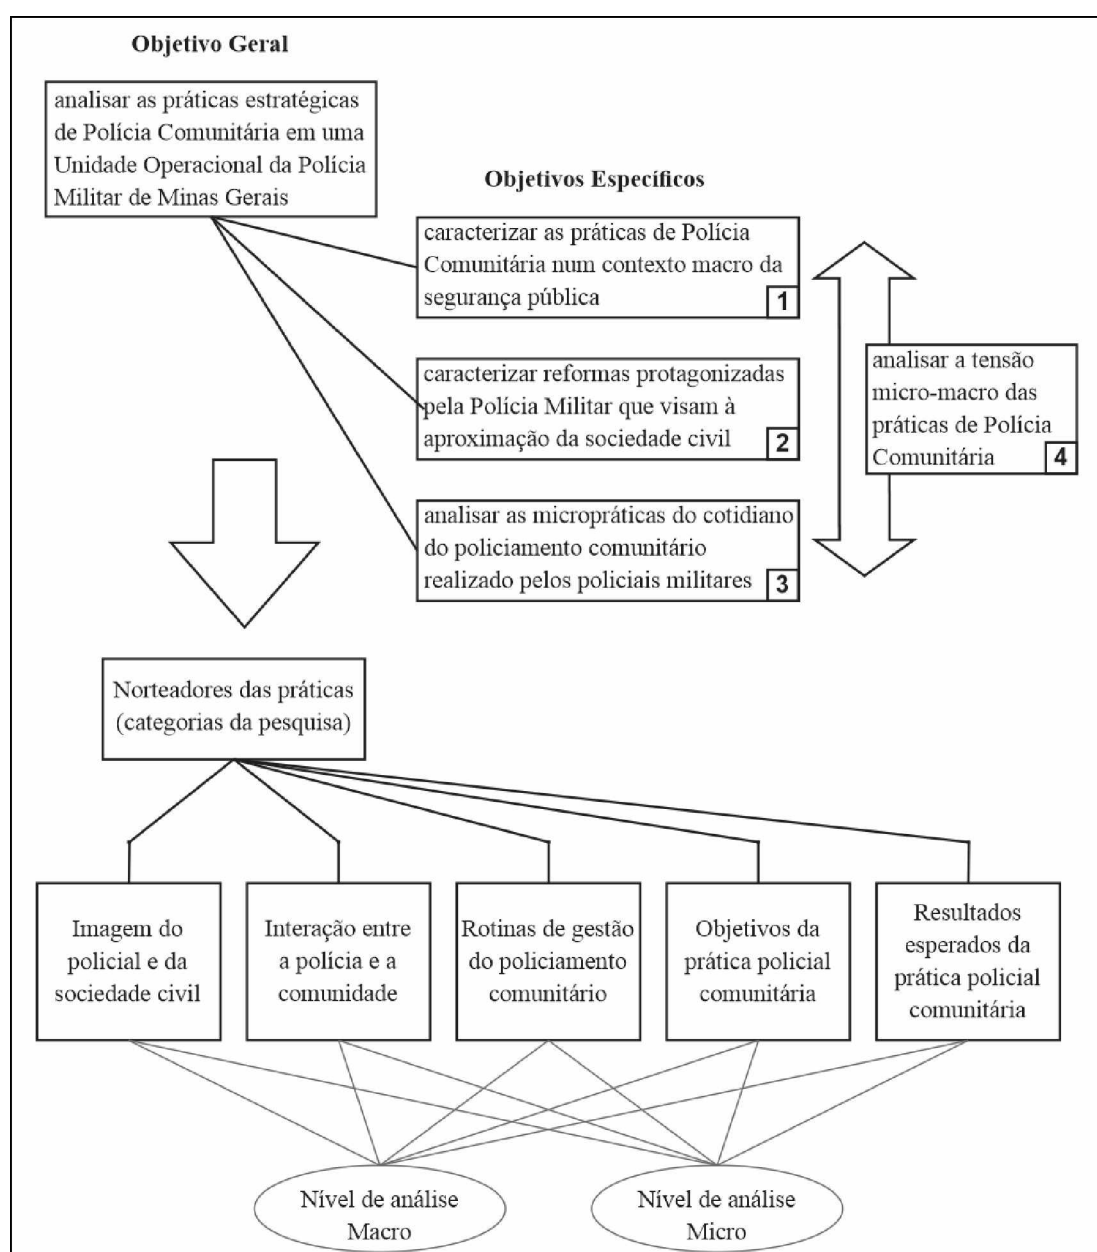 Objetivo Geral
analisar as práticas estratégicas
de Polícia Comunitária em uma
Unidade Operacional da Polícia
Militar de Minas Gerais
Objetivos Específicos
caracterizar as práticas de Polícia
Comunitária num contexto macro da
segurança pública
1
caracterizar reformas protagonizadas
pela Polícia Militar que visam à
aproximação da sociedade civil
2
analisar as micropráticas do cotidiano
do policiamento comunitário
realizado pelos policiais militares
3
analisar a tensão
micro-macro das
práticas de Polícia
Comunitária
4
Norteadores das práticas
(categorias da pesquisa)
Imagem do
policial e da
sociedade civil
Interação entre
a polícia e a
comunidade
Rotinas de gestão
do policiamento
comunitário
Objetivos da
prática policial
comunitária
Resultados
esperados da
prática policial
comunitária
Nível de análise
Macro
Nível de análise
Micro